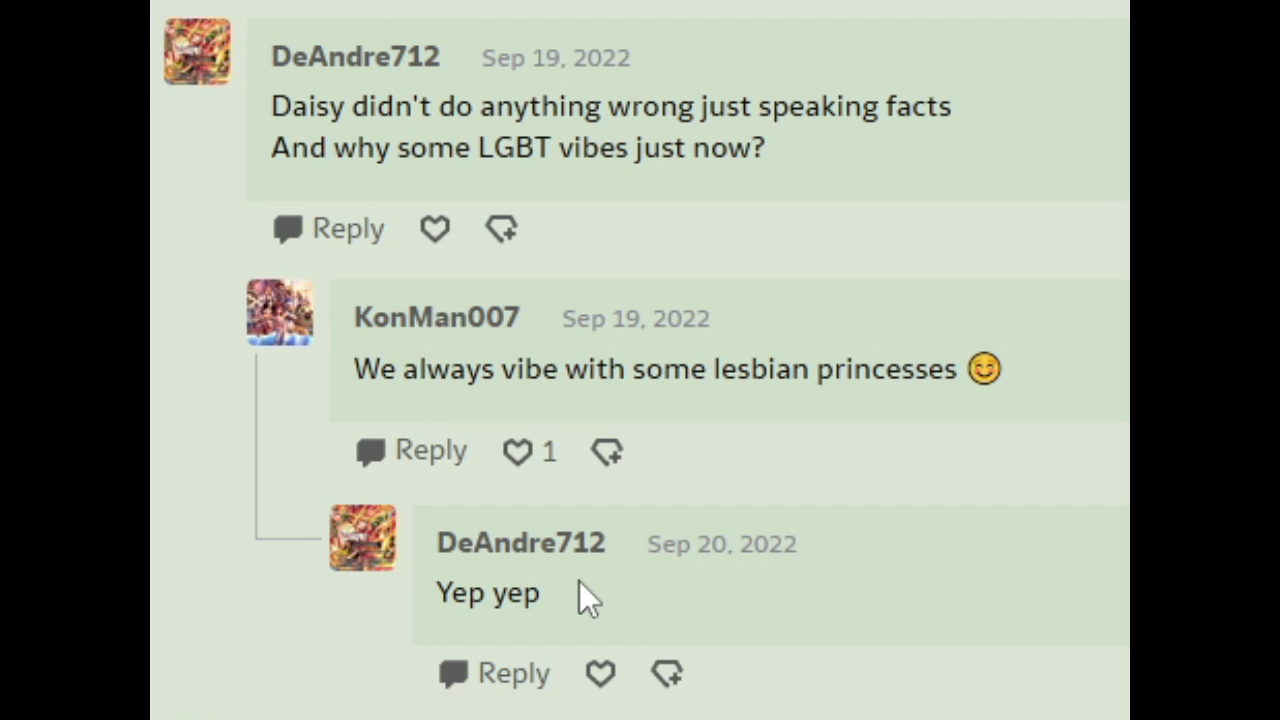 DeAndre712 Sep 19, 2022
Daisy didn't do anything wrong just speaking facts
And why some LGBT vibes just now?
Reply
KonMan007 Sep 19, 2022
We always vibe with some lesbian princesses 😊
Reply 1
DeAndre712 Sep 20, 2022
Yep yep
Reply